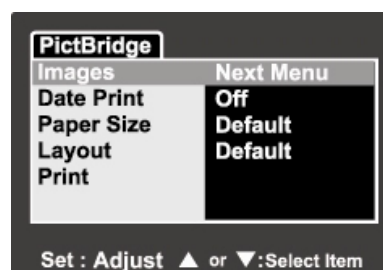 PictBridge
Images Next Menu
Date Print Off
Paper Size Default
Layout Default
Print
Set : Adjust ▲ or ▼:Select Item